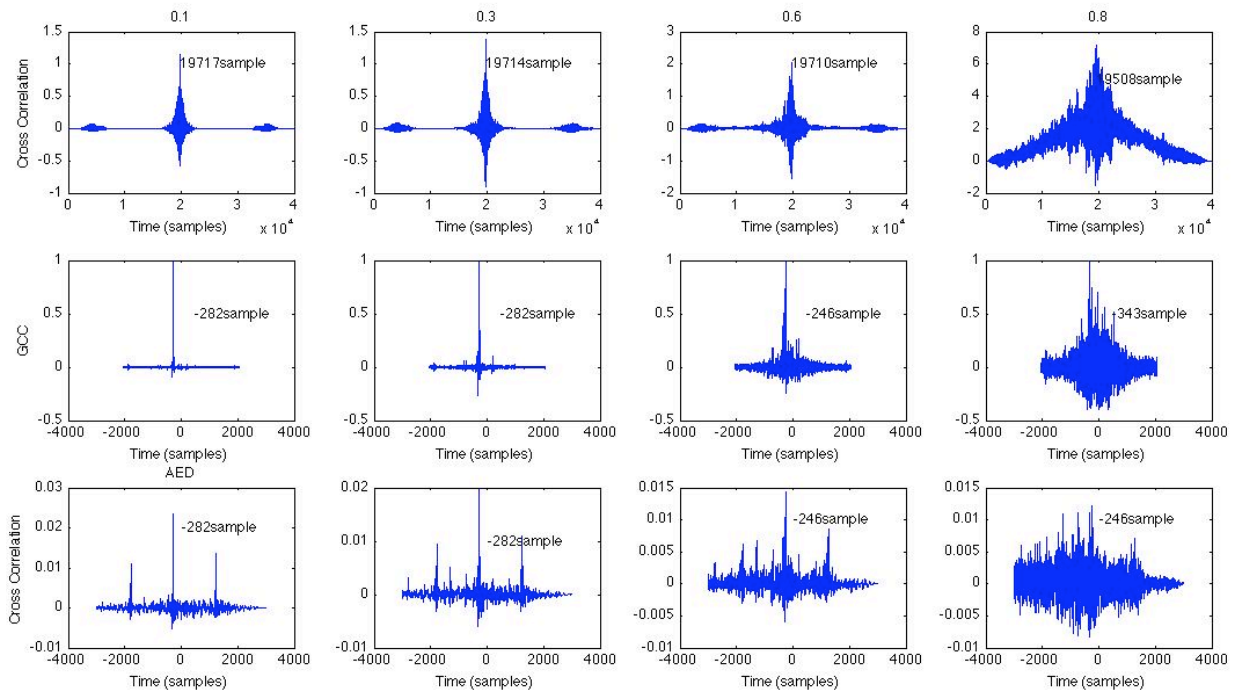 0.1 0.3 0.6 0.8
1.5 1.5 3 8
1 19717sample 1 19714sample 2 19710sample 6 19508sample
0.5 0.5 1 4
Cross Correlation
0 0 0 2
-0.5 -0.5 -1 0
-1 -1 -2 -2
0 1 2 3 4 0 1 2 3 4 0 1 2 3 4 0 1 2 3 4
Time (samples) x 10⁴ Time (samples) x 10⁴ Time (samples) x 10⁴ Time (samples) x 10⁴
1 1 1 1
0.5 -282sample 0.5 -282sample 0.5 -246sample 0.5 -343sample
GCC
0 0 0 0
-0.5 -0.5 -0.5 -0.5
-4000 -2000 0 2000 4000 -4000 -2000 0 2000 4000 -4000 -2000 0 2000 4000 -4000 -2000 0 2000 4000
Time (samples) Time (samples) Time (samples) Time (samples)
AED
0.03 0.02 0.015 0.015
0.02 -282sample 0.01 -282sample 0.01 -246sample 0.01 -246sample
0.005 0.005
Cross Correlation
0.01 0 0 0
0 -0.005 -0.005
-0.01 -0.01 -0.01 -0.01
-4000 -2000 0 2000 4000 -4000 -2000 0 2000 4000 -4000 -2000 0 2000 4000 -4000 -2000 0 2000 4000
Time (samples) Time (samples) Time (samples) Time (samples)